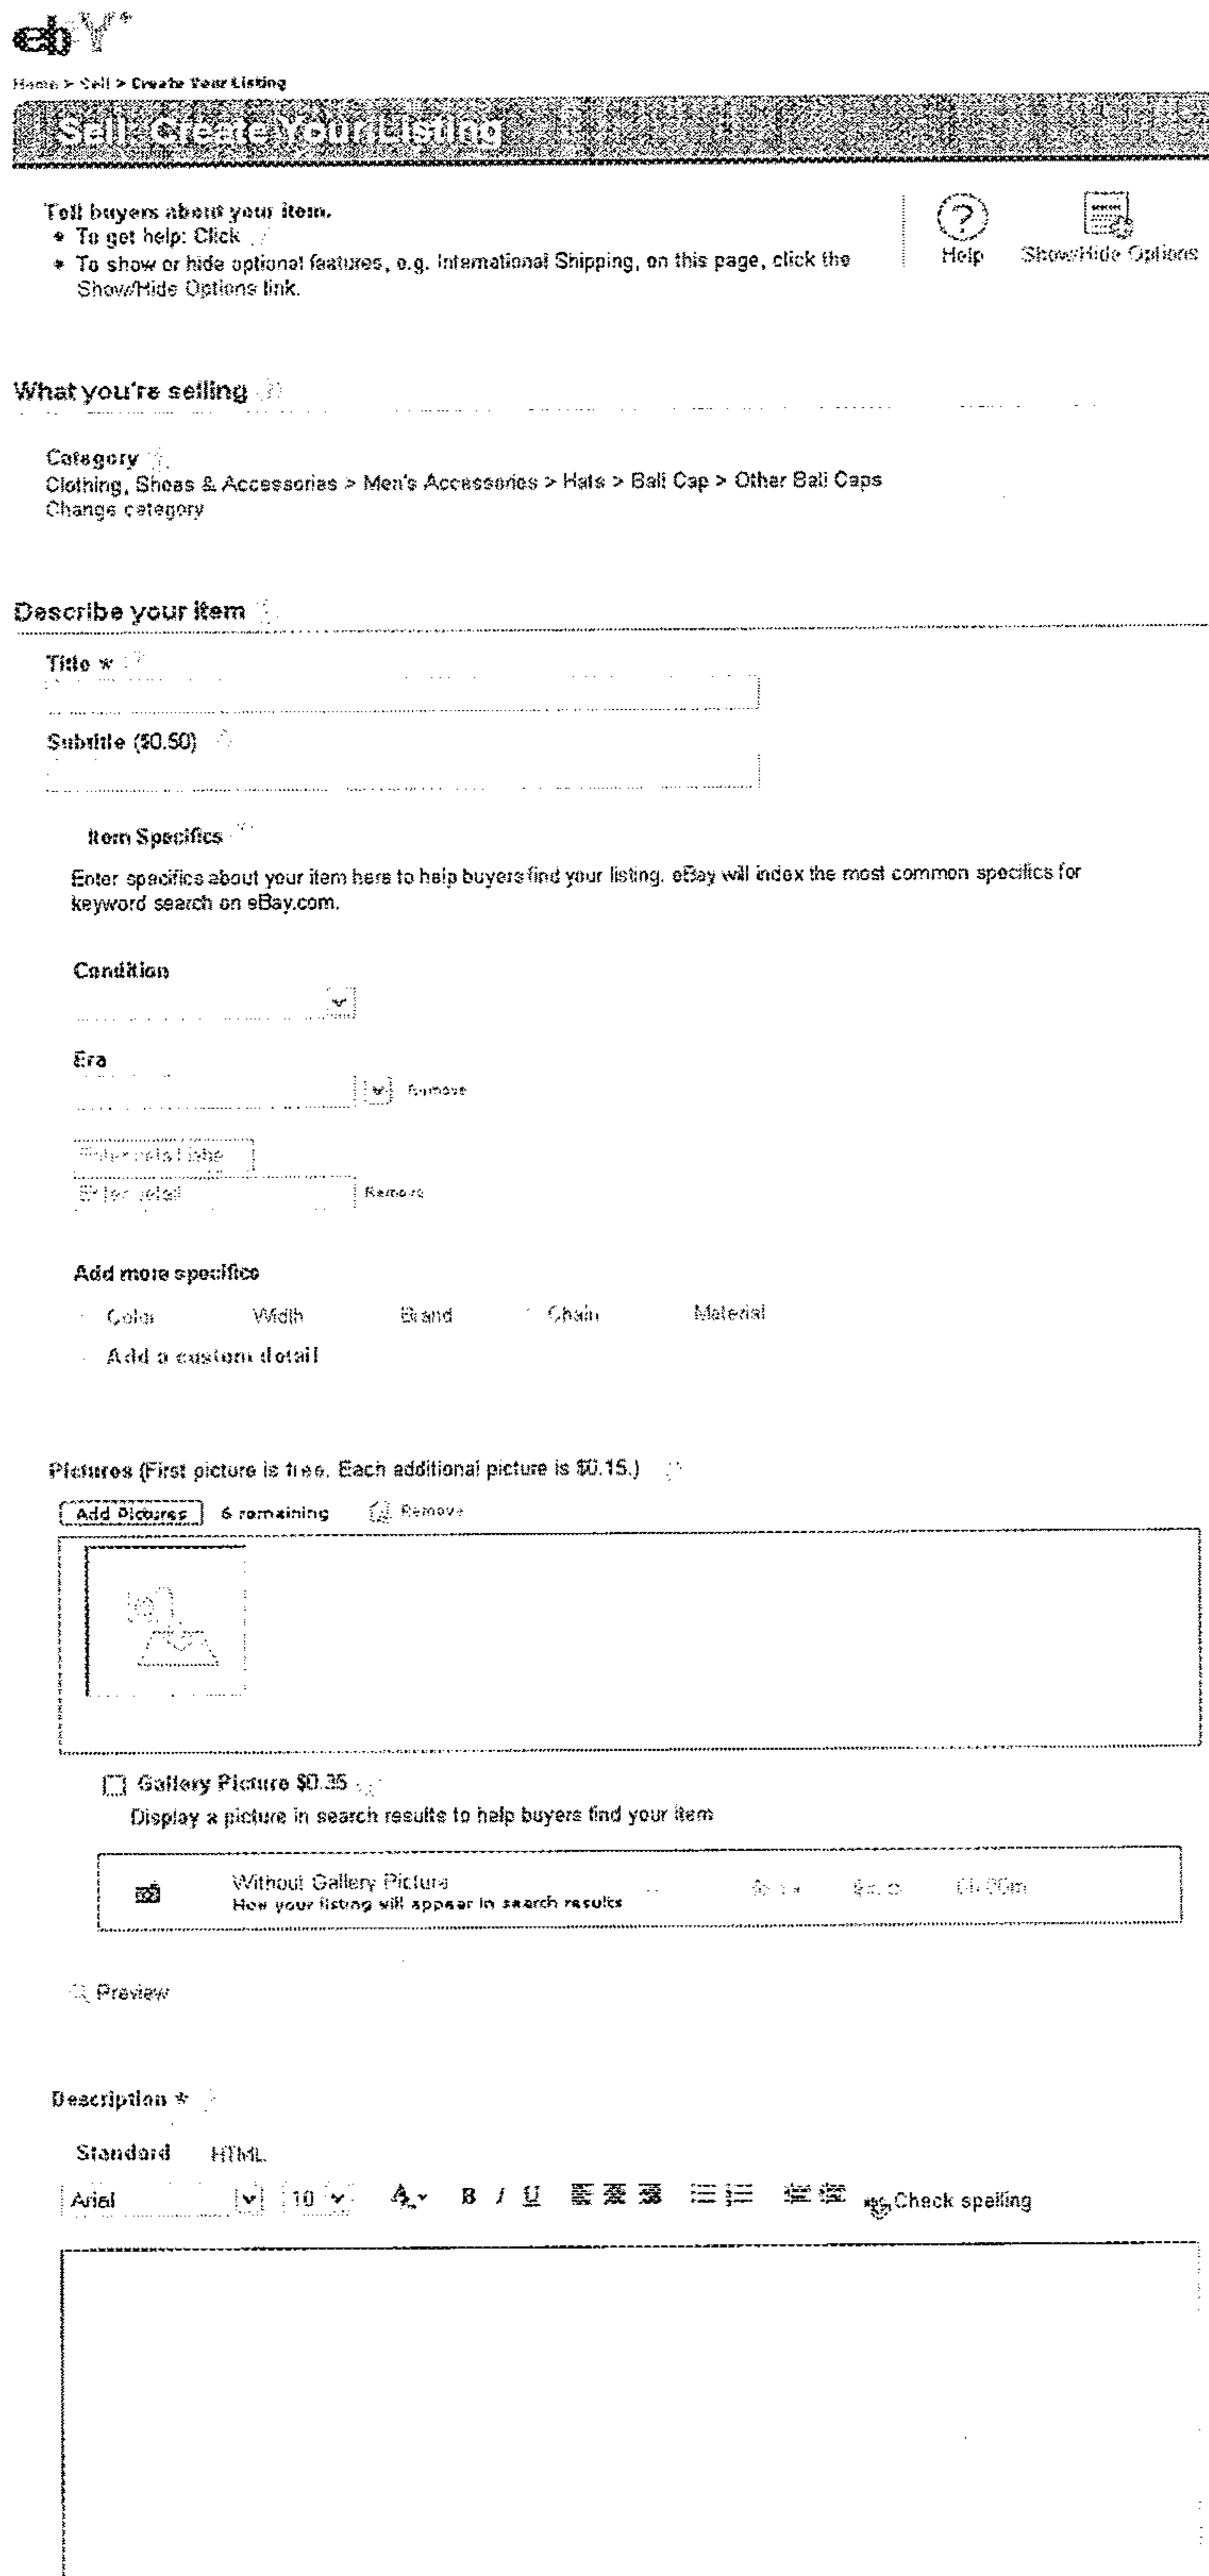 eb Y
Home > Sell > Create Your Listing
Sell: Create Your Listing
Tell buyers about your item.
• To get help: Click
• To show or hide optional features, e.g. International Shipping, on this page, click the
Show/Hide Options link.
Help
Show/Hide Options
What you're selling
Category
Clothing, Shoes & Accessories > Men's Accessories > Hats > Ball Cap > Other Ball Caps
Change category
Describe your item
Title *
Subtitle ($0.50)
Item Specifics
Enter specifics about your item here to help buyers find your listing. eBay will index the most common specifics for
keyword search on eBay.com.
Condition
Era
Remove
Enter detail
Remove
Add more specifics
Color Width Brand Chain Material
Add a custom detail
Pictures (First picture is free. Each additional picture is $0.15.)
Add Pictures 6 remaining Remove
Gallery Picture $0.35
Display a picture in search results to help buyers find your item
Without Gallery Picture
How your listing will appear in search results
Preview
Description *
Standard HTML
Arial 10 A B I U Check spelling